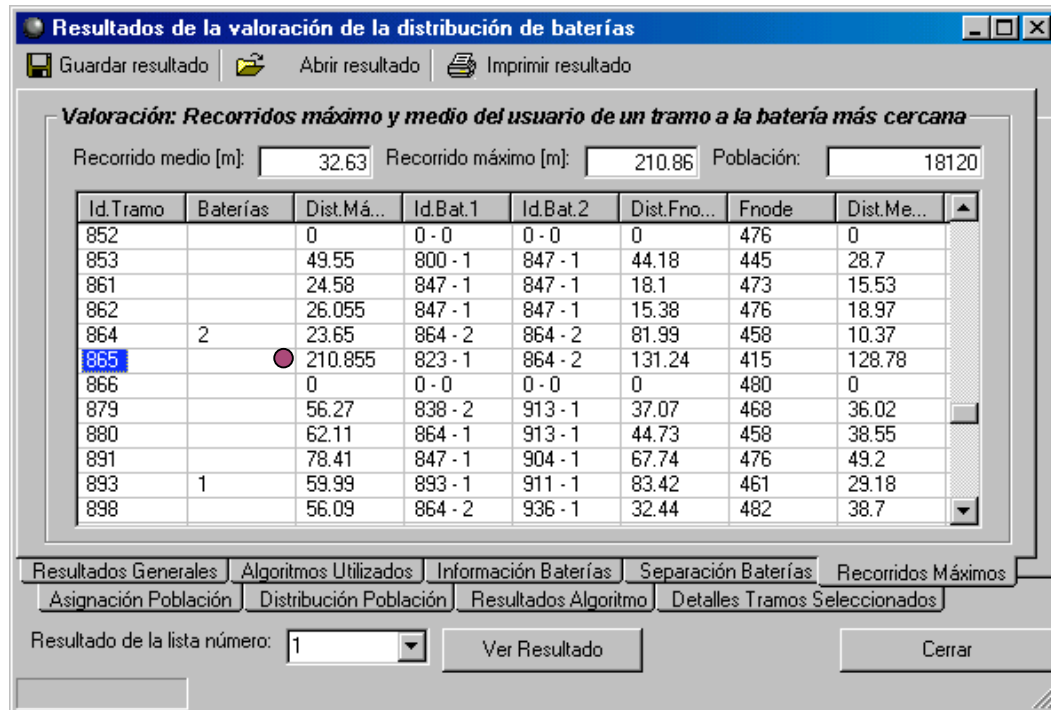 Resultados de la valoración de la distribución de baterías
Guardar resultado Abrir resultado Imprimir resultado
Valoración: Recorridos máximo y medio del usuario de un tramo a la batería más cercana
Recorrido medio [m]: 32.63 Recorrido máximo [m]: 210.86 Población: 18120
Id.Tramo Baterías Dist.Má... Id.Bat.1 Id.Bat.2 Dist.Fno... Fnode Dist.Me...
852 0 0 - 0 0 - 0 0 476 0
853 49.55 800 - 1 847 - 1 44.18 445 28.7
861 24.58 847 - 1 847 - 1 18.1 473 15.53
862 26.055 847 - 1 847 - 1 15.38 476 18.97
864 2 23.65 864 - 2 864 - 2 81.99 458 10.37
865 210.855 823 - 1 864 - 2 131.24 415 128.78
866 0 0 - 0 0 - 0 0 480 0
879 56.27 838 - 2 913 - 1 37.07 468 36.02
880 62.11 864 - 1 913 - 1 44.73 458 38.55
891 78.41 847 - 1 904 - 1 67.74 476 49.2
893 1 59.99 893 - 1 911 - 1 83.42 461 29.18
898 56.09 864 - 2 936 - 1 32.44 482 38.7
Resultados Generales Algoritmos Utilizados Información Baterías Separación Baterías Recorridos Máximos
Asignación Población Distribución Población Resultados Algoritmo Detalles Tramos Seleccionados
Resultado de la lista número: 1 Ver Resultado Cerrar